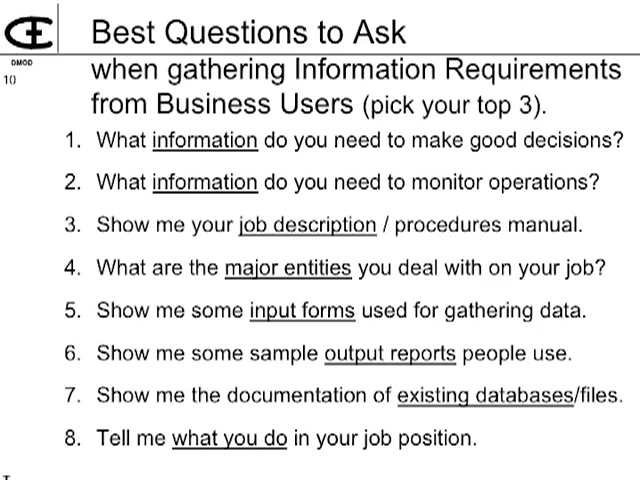 Best Questions to Ask
DMOD
10
when gathering Information Requirements
from Business Users (pick your top 3).
1. What information do you need to make good decisions?
2. What information do you need to monitor operations?
3. Show me your job description / procedures manual.
4. What are the major entities you deal with on your job?
5. Show me some input forms used for gathering data.
6. Show me some sample output reports people use.
7. Show me the documentation of existing databases/files.
8. Tell me what you do in your job position.